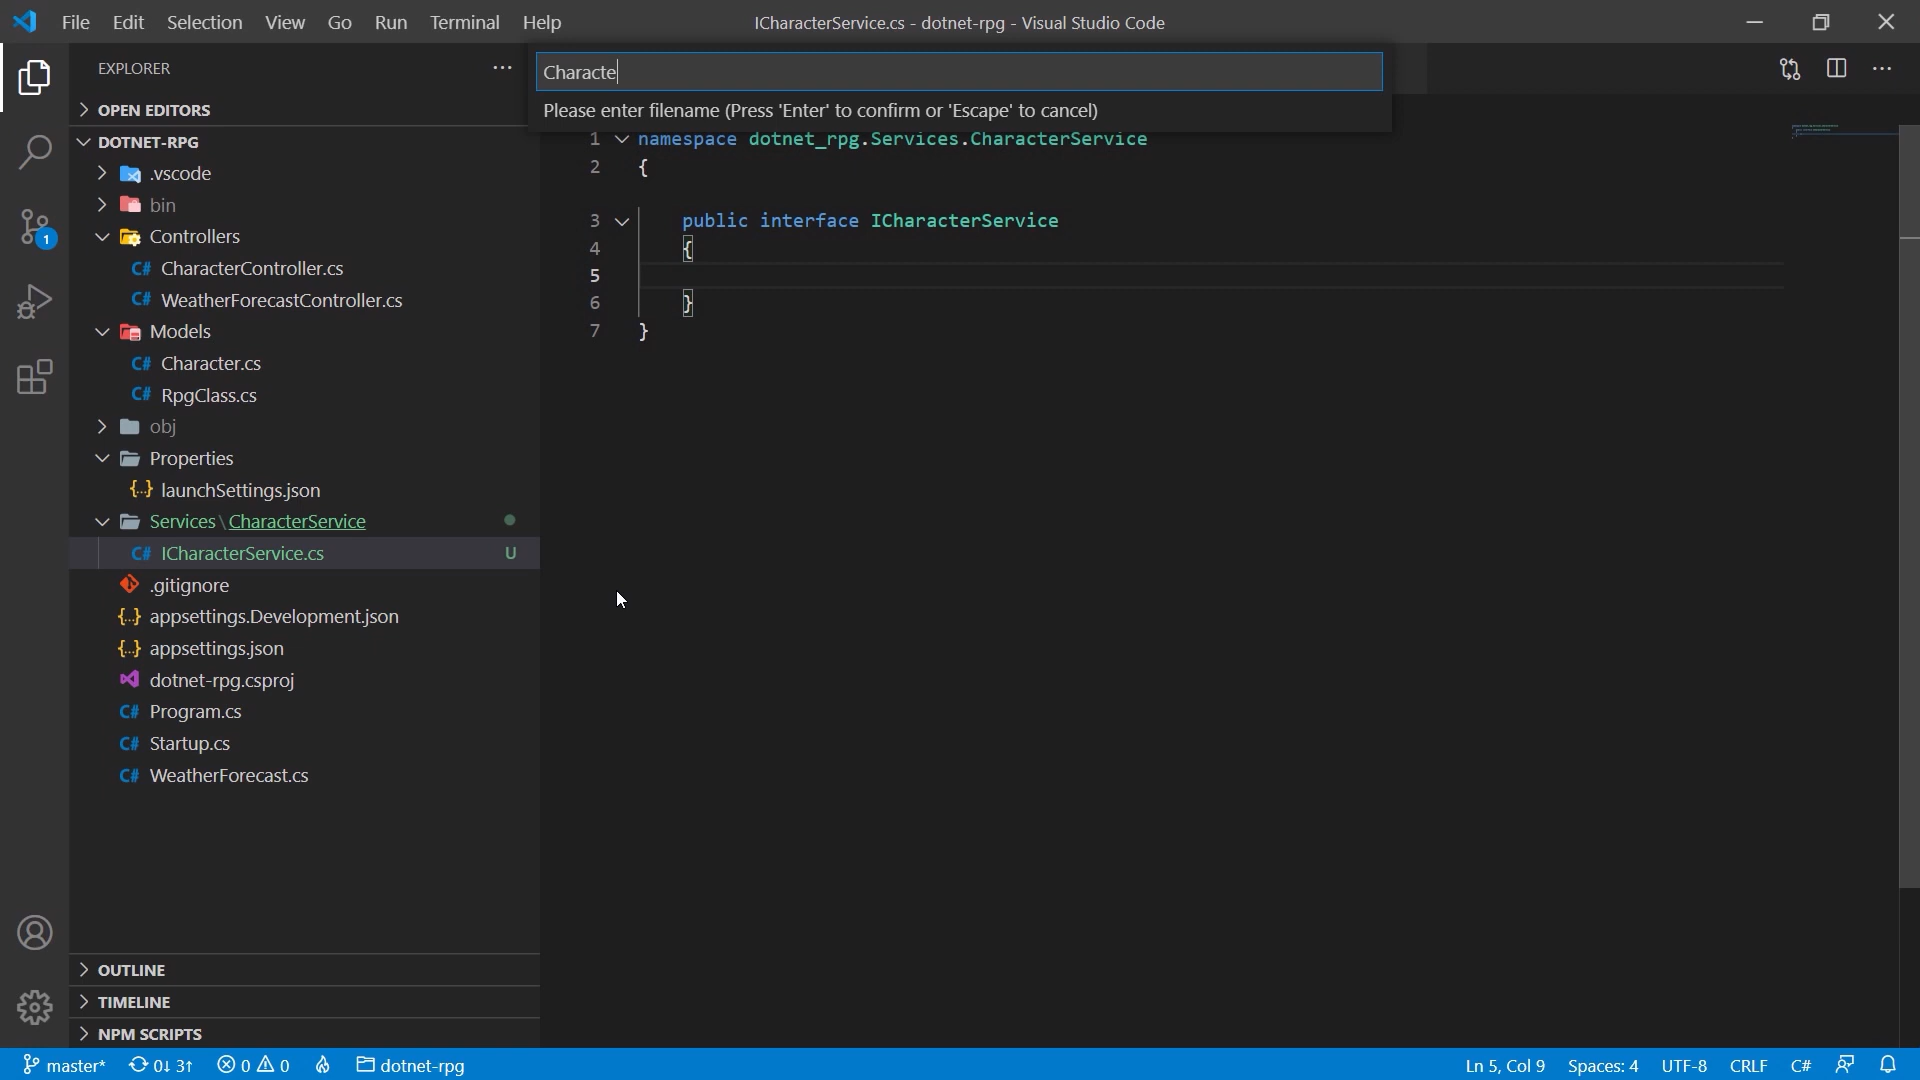 File Edit Selection View Go Run Terminal Help
ICharacterService.cs - dotnet-rpg - Visual Studio Code
EXPLORER
Characte
Please enter filename (Press 'Enter' to confirm or 'Escape' to cancel)
OPEN EDITORS
DOTNET-RPG
.vscode
bin
Controllers
C# CharacterController.cs
C# WeatherForecastController.cs
Models
C# Character.cs
C# RpgClass.cs
obj
Properties
{..} launchSettings.json
Services\CharacterService
C# ICharacterService.cs U
.gitignore
{..} appsettings.Development.json
{..} appsettings.json
dotnet-rpg.csproj
C# Program.cs
C# Startup.cs
C# WeatherForecast.cs
OUTLINE
TIMELINE
NPM SCRIPTS
1
1 namespace dotnet_rpg.Services.CharacterService
2 {
3 public interface ICharacterService
4 {
5
6 }
7 }
master* 0↓ 3↑ 0 0 dotnet-rpg
Ln 5, Col 9 Spaces: 4 UTF-8 CRLF C#